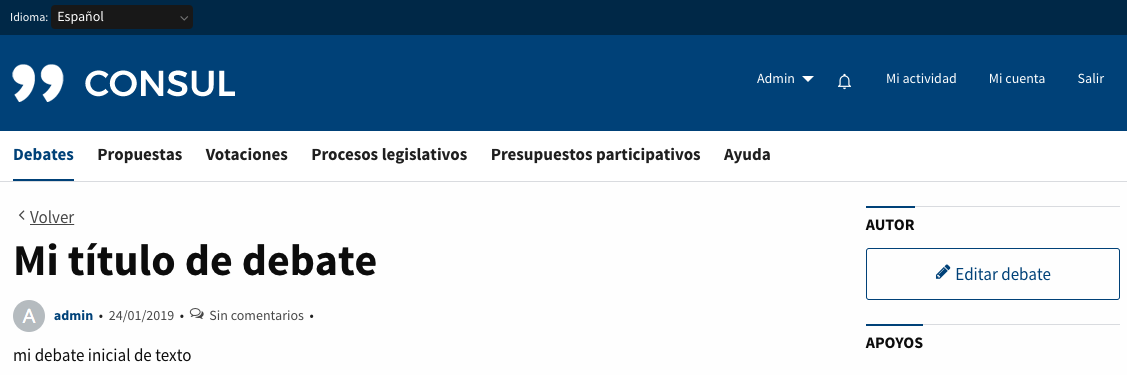 Idioma: Español
CONSUL
Admin Mi actividad Mi cuenta Salir
Debates Propuestas Votaciones Procesos legislativos Presupuestos participativos Ayuda
Volver
Mi título de debate
A admin • 24/01/2019 • Sin comentarios •
mi debate inicial de texto
AUTOR
Editar debate
APOYOS